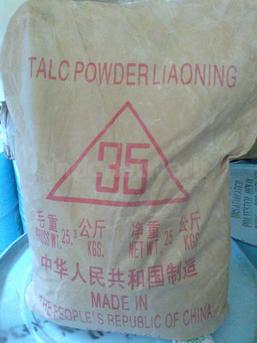 TALC POWDER LIAONING
35
毛重 公斤 净重 公斤
GROSS WT. 25. KGS. NET WT. 25 KGS.
中华人民共和国制造
MADE IN
THE PEOPLE'S REPUBLIC OF CHINA